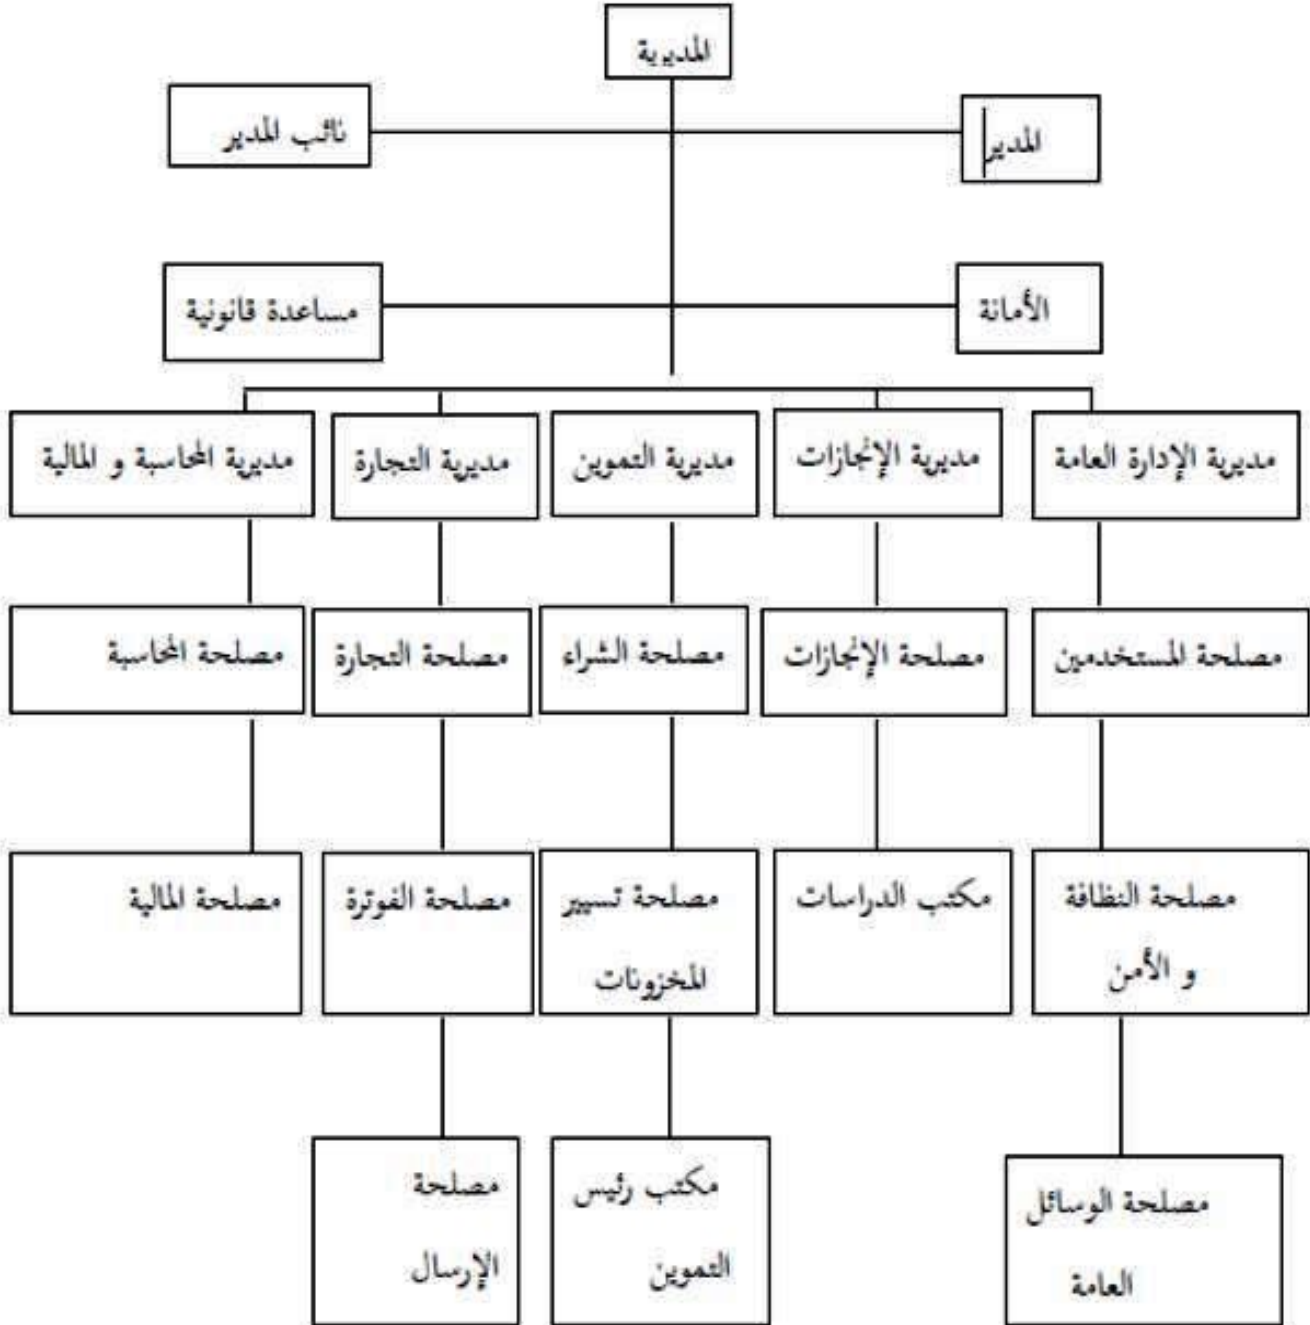 المديرية
المدير
نائب المدير
الأمانة
مساعدة قانونية
مديرية الإدارة العامة
مديرية الإنجازات
مديرية التموين
مديرية التجارة
مديرية المحاسبة و المالية
مصلحة المستخدمين
مصلحة الإنجازات
مصلحة الشراء
مصلحة التجارة
مصلحة المحاسبة
مصلحة النظافة
و الأمن
مكتب الدراسات
مصلحة تسيير
المخزونات
مصلحة الفوترة
مصلحة المالية
مصلحة الوسائل
العامة
مكتب رئيس
التموين
مصلحة
الإرسال